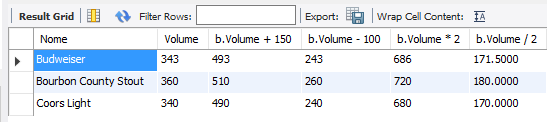 Result Grid Filter Rows: Export: Wrap Cell Content:
Nome Volume b.Volume + 150 b.Volume - 100 b.Volume * 2 b.Volume / 2
Budweiser 343 493 243 686 171.5000
Bourbon County Stout 360 510 260 720 180.0000
Coors Light 340 490 240 680 170.0000